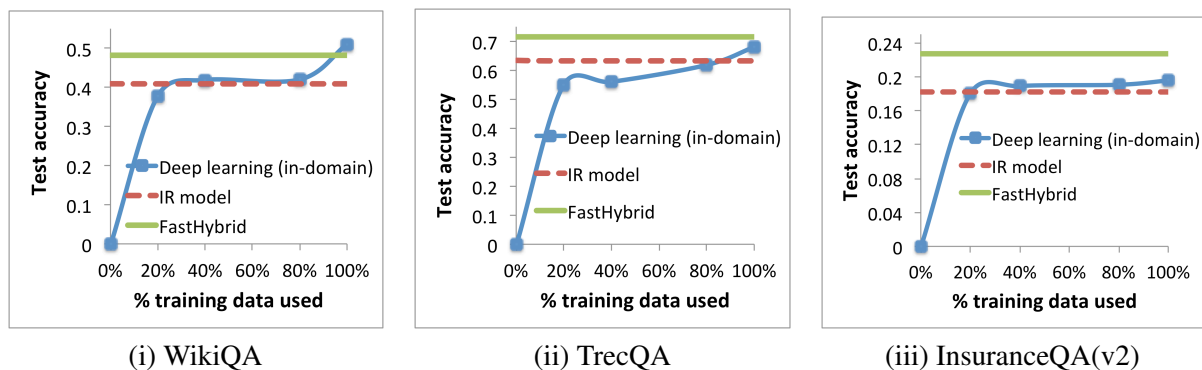 0.5
0.4
0.3
0.2
0.1
0
0% 20% 40% 60% 80% 100%
Test accuracy
% training data used
Deep learning (in-domain)
IR model
FastHybrid
(i) WikiQA
0.7
0.6
0.5
0.4
0.3
0.2
0.1
0
0% 20% 40% 60% 80% 100%
Test accuracy
% training data used
Deep learning (in-domain)
IR model
FastHybrid
(ii) TrecQA
0.24
0.2
0.16
0.12
0.08
0.04
0
0% 20% 40% 60% 80% 100%
Test accuracy
% training data used
Deep learning (in-domain)
IR model
FastHybrid
(iii) InsuranceQA(v2)